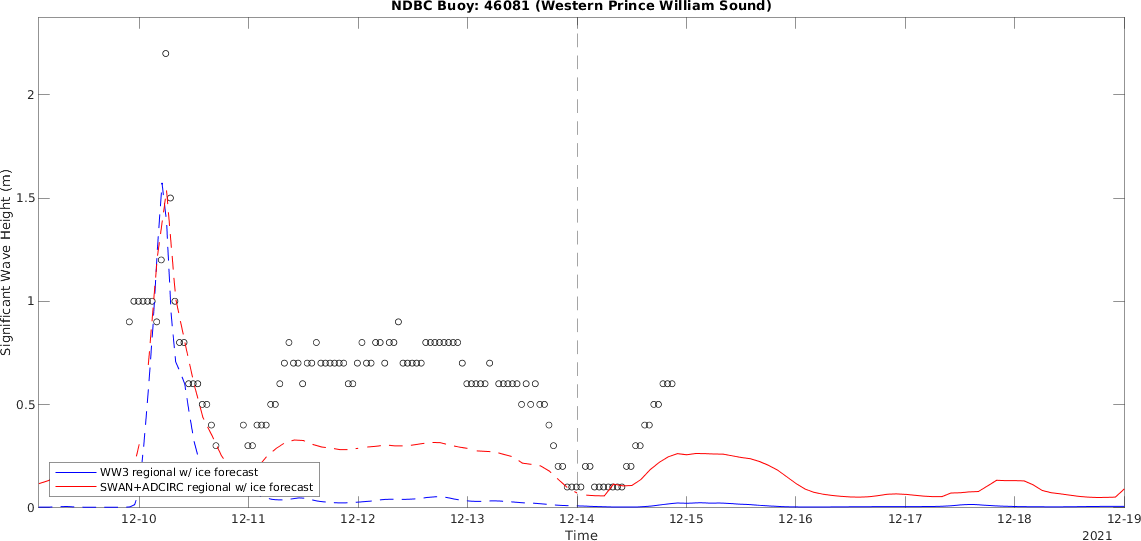 NDBC Buoy: 46081 (Western Prince William Sound)
Significant Wave Height (m)
2
1.5
1
0.5
0
WW3 regional w/ ice forecast
SWAN+ADCIRC regional w/ ice forecast
12-10 12-11 12-12 12-13 12-14 12-15 12-16 12-17 12-18 12-19
Time
2021